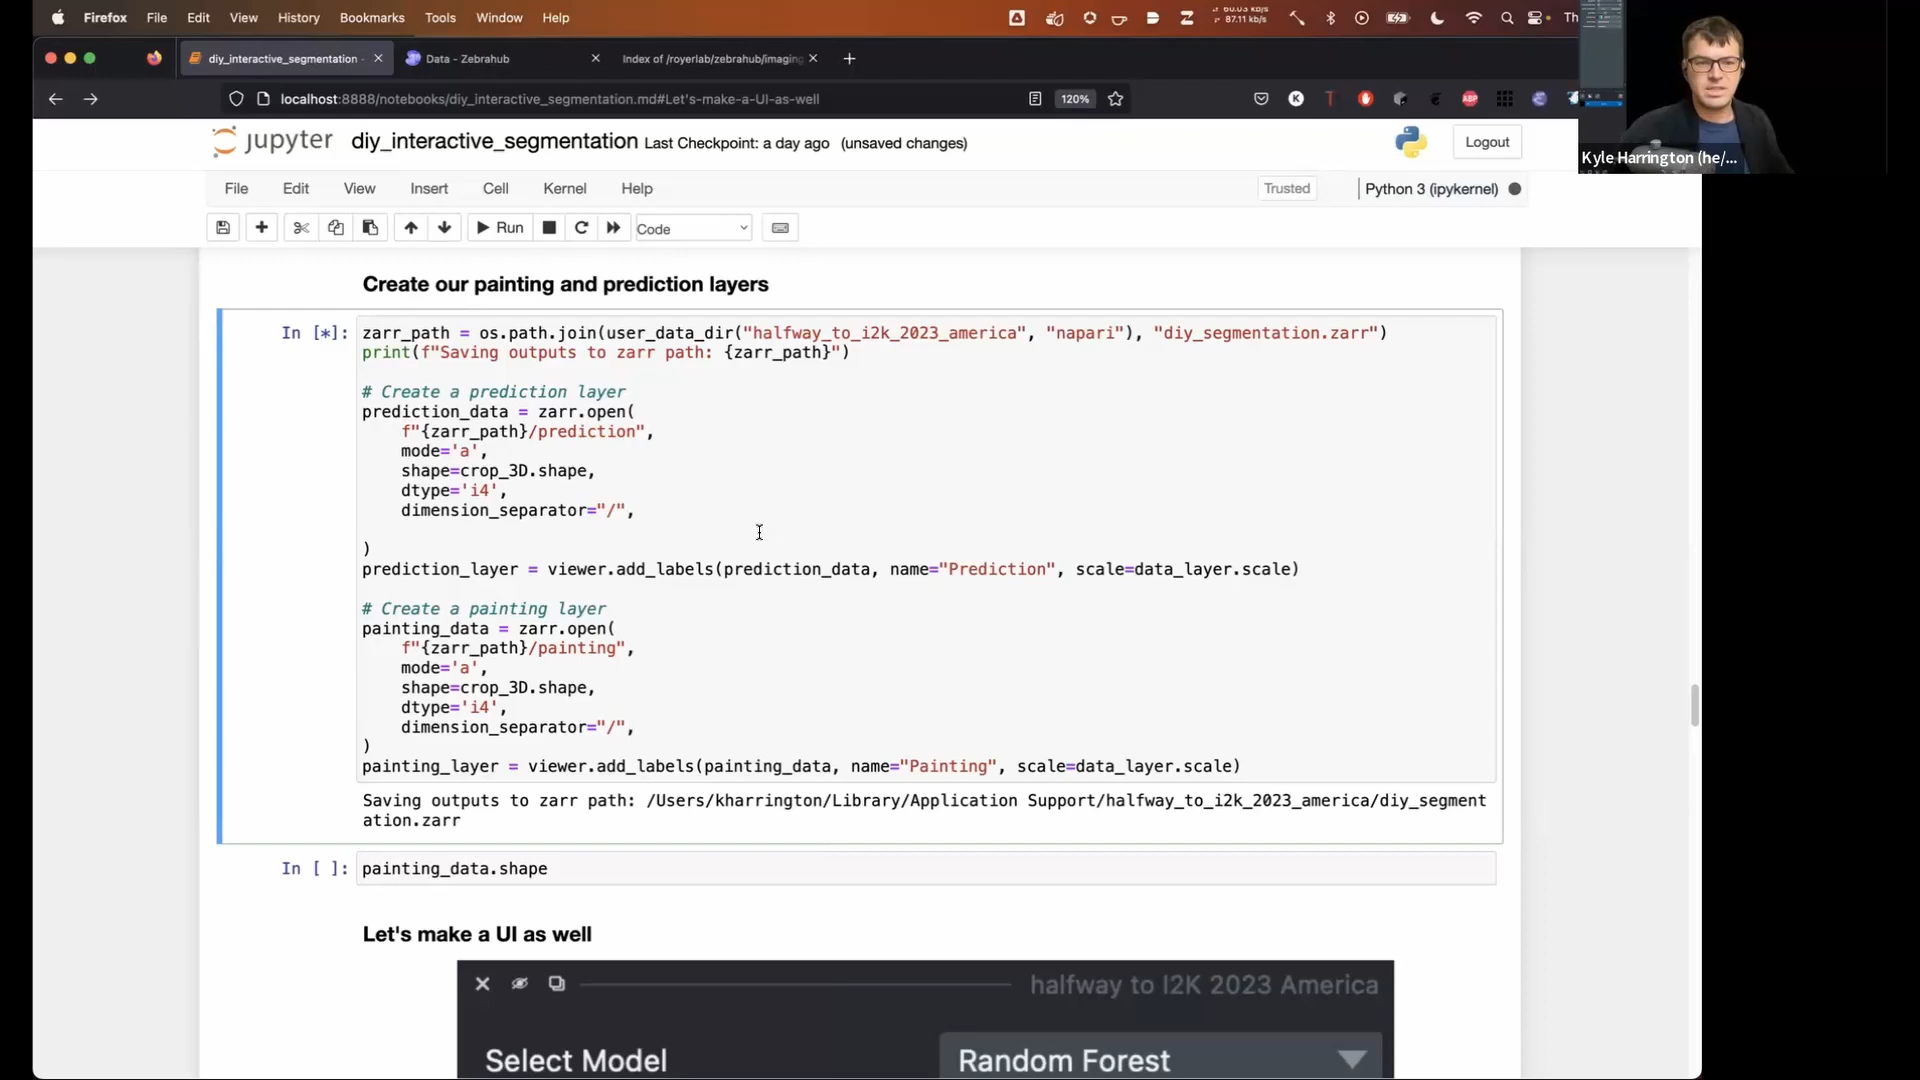 Firefox File Edit View History Bookmarks Tools Window Help
87.11 kb/s Th
diy_interactive_segmentation - Data - Zebrahub Index of /royerlab/zebrahub/imaging
localhost:8888/notebooks/diy_interactive_segmentation.md#Let's-make-a-UI-as-well 120%
jupyter diy_interactive_segmentation Last Checkpoint: a day ago (unsaved changes) Logout
Kyle Harrington (he/...
File Edit View Insert Cell Kernel Help Trusted Python 3 (ipykernel)
Run Code
Create our painting and prediction layers
In [*]: zarr_path = os.path.join(user_data_dir("halfway_to_i2k_2023_america", "napari"), "diy_segmentation.zarr")
print(f"Saving outputs to zarr path: {zarr_path}")
# Create a prediction layer
prediction_data = zarr.open(
f"{zarr_path}/prediction",
mode='a',
shape=crop_3D.shape,
dtype='i4',
dimension_separator="/",
)
prediction_layer = viewer.add_labels(prediction_data, name="Prediction", scale=data_layer.scale)
# Create a painting layer
painting_data = zarr.open(
f"{zarr_path}/painting",
mode='a',
shape=crop_3D.shape,
dtype='i4',
dimension_separator="/",
)
painting_layer = viewer.add_labels(painting_data, name="Painting", scale=data_layer.scale)
Saving outputs to zarr path: /Users/kharrington/Library/Application Support/halfway_to_i2k_2023_america/diy_segment
ation.zarr
In [ ]: painting_data.shape
Let's make a UI as well
halfway to I2K 2023 America
Select Model Random Forest